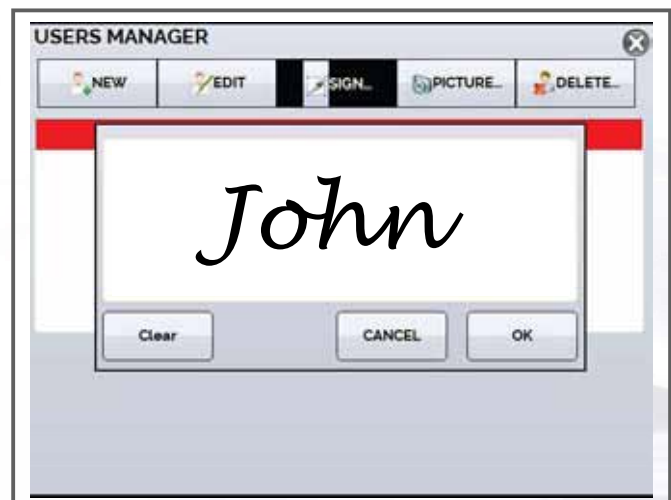 USERS MANAGER
NEW EDIT SIGN... PICTURE... DELETE...
John
Clear CANCEL OK